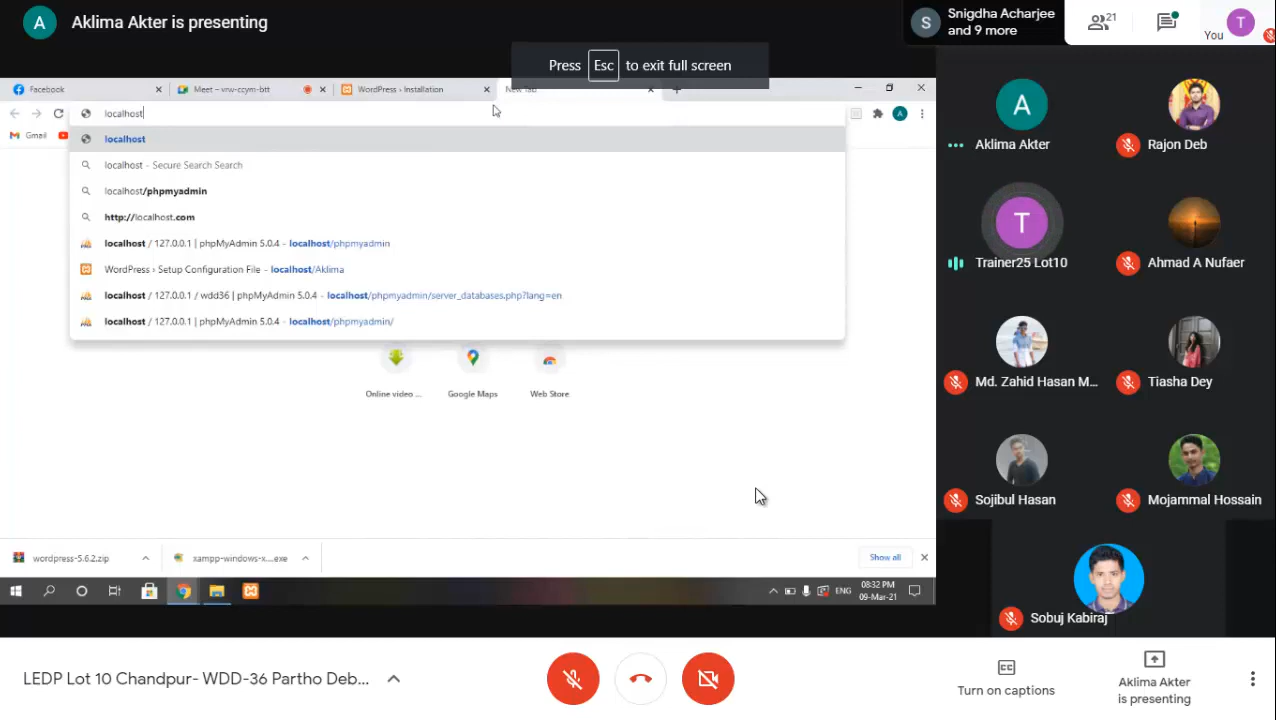 A
Aklima Akter is presenting
S
Snigdha Acharjee
and 9 more
21
You
T
Press Esc to exit full screen
Facebook
Meet – vrw-ccym-btt
WordPress › Installation
New Tab
localhost
A
Gmail
localhost
localhost – Secure Search Search
localhost/phpmyadmin
http://localhost.com
localhost / 127.0.0.1 | phpMyAdmin 5.0.4 – localhost/phpmyadmin
WordPress › Setup Configuration File – localhost/Aklima
localhost / 127.0.0.1 / wdd36 | phpMyAdmin 5.0.4 – localhost/phpmyadmin/server_databases.php?lang=en
localhost / 127.0.0.1 | phpMyAdmin 5.0.4 – localhost/phpmyadmin/
Online video ...
Google Maps
Web Store
wordpress-5.6.2.zip
xampp-windows-x....exe
Show all
ENG
08:32 PM
09-Mar-21
A
Aklima Akter
Rajon Deb
T
Trainer25 Lot10
Ahmad A Nufaer
Md. Zahid Hasan M...
Tiasha Dey
Sojibul Hasan
Mojammal Hossain
Sobuj Kabiraj
LEDP Lot 10 Chandpur- WDD-36 Partho Deb...
CC
Turn on captions
Aklima Akter
is presenting